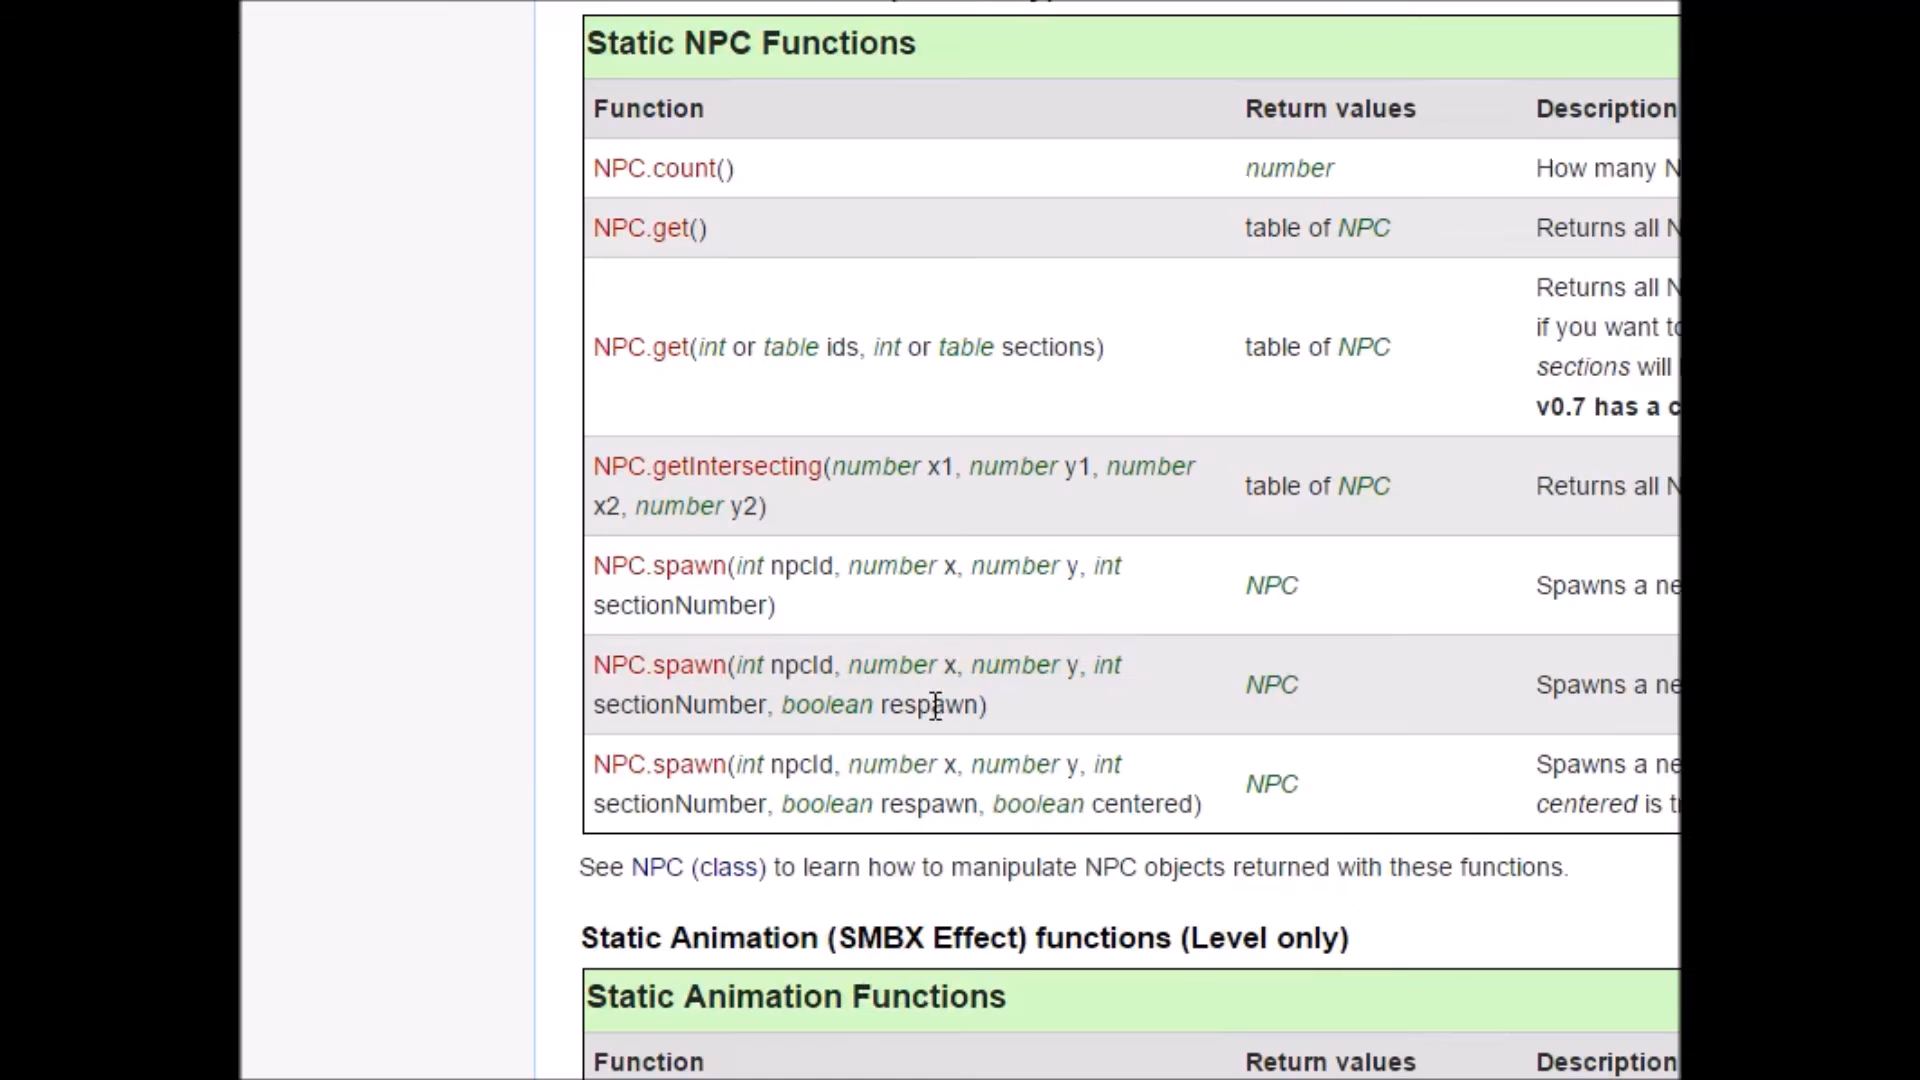 Static NPC Functions
Function Return values Description
NPC.count() number How many N
NPC.get() table of NPC Returns all N
Returns all N
if you want to
NPC.get(int or table ids, int or table sections) table of NPC
sections will
v0.7 has a c
NPC.getIntersecting(number x1, number y1, number
x2, number y2) table of NPC Returns all N
NPC.spawn(int npcId, number x, number y, int
sectionNumber) NPC Spawns a ne
NPC.spawn(int npcId, number x, number y, int
sectionNumber, boolean respawn) NPC Spawns a ne
NPC.spawn(int npcId, number x, number y, int Spawns a ne
sectionNumber, boolean respawn, boolean centered) NPC centered is t
See NPC (class) to learn how to manipulate NPC objects returned with these functions.
Static Animation (SMBX Effect) functions (Level only)
Static Animation Functions
Function Return values Description